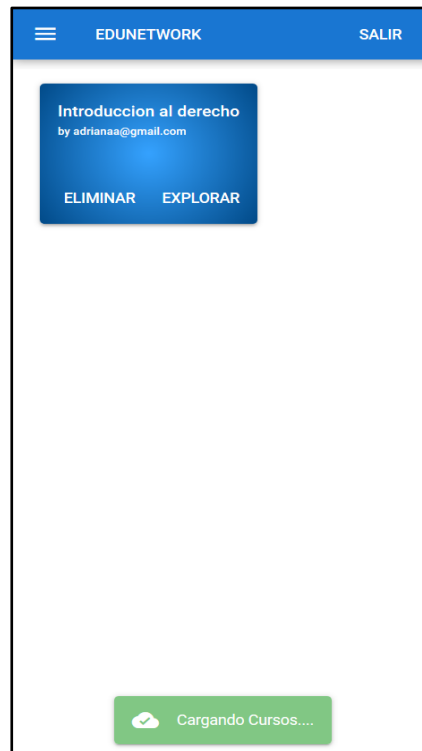 EDUNETWORK SALIR
Introduccion al derecho
by adrianaa@gmail.com
ELIMINAR EXPLORAR
Cargando Cursos....